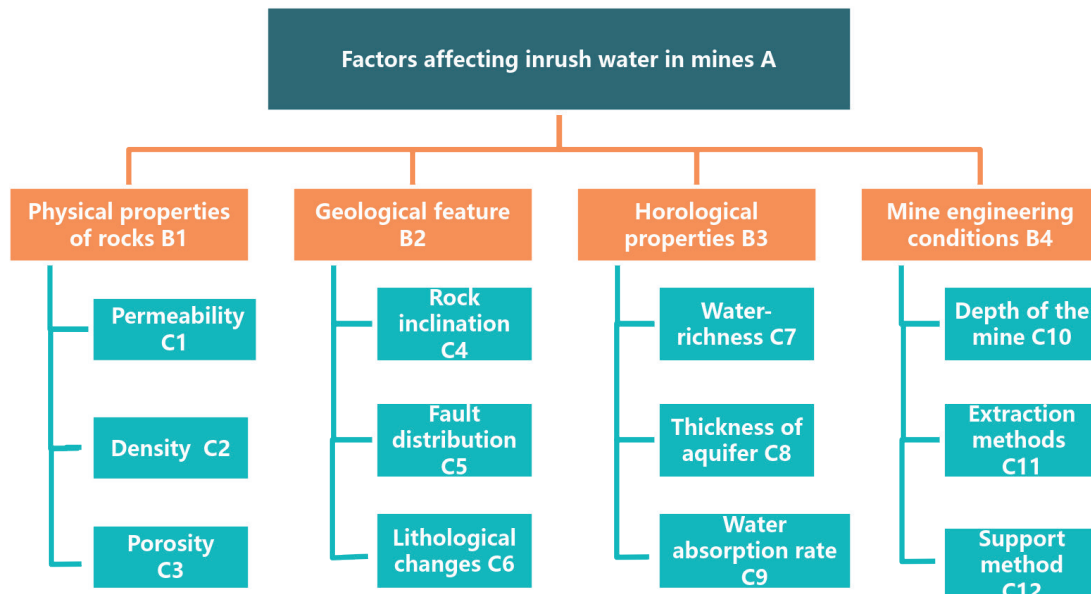 Factors affecting inrush water in mines A
Physical properties
of rocks B1
Geological feature
B2
Horological
properties B3
Mine engineering
conditions B4
Permeability
C1
Density C2
Porosity
C3
Rock
inclination
C4
Fault
distribution
C5
Lithological
changes C6
Water-
richness C7
Thickness of
aquifer C8
Water
absorption rate
C9
Depth of the
mine C10
Extraction
methods
C11
Support
method
C12